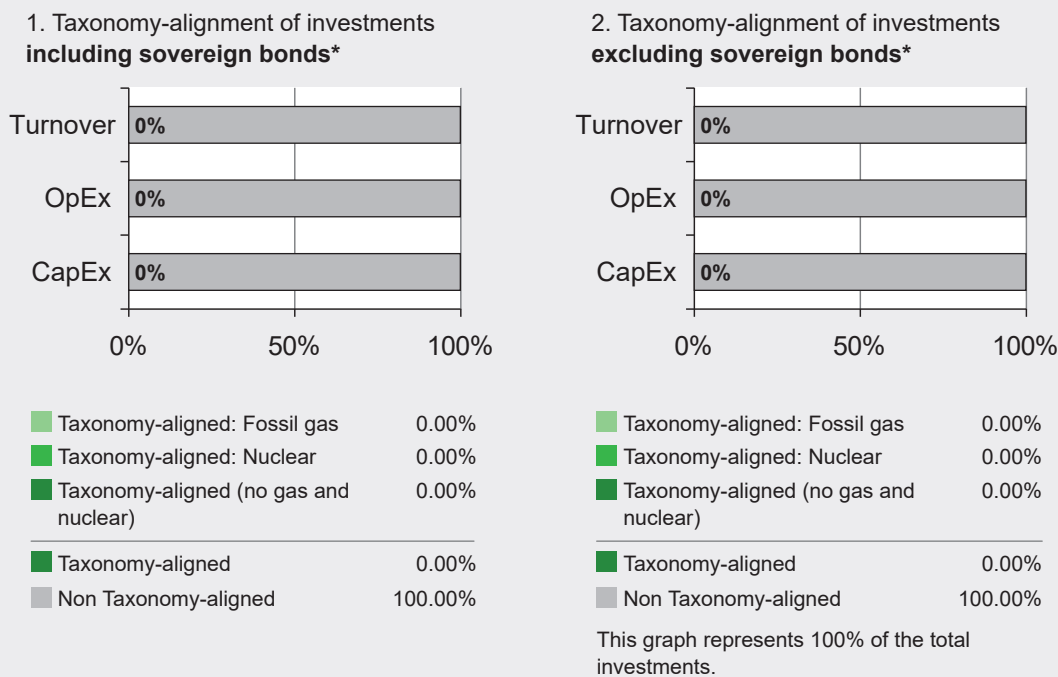 1. Taxonomy-alignment of investments
including sovereign bonds*
Turnover 0%
OpEx 0%
CapEx 0%
0% 50% 100%
Taxonomy-aligned: Fossil gas 0.00%
Taxonomy-aligned: Nuclear 0.00%
Taxonomy-aligned (no gas and 0.00%
nuclear)
Taxonomy-aligned 0.00%
Non Taxonomy-aligned 100.00%
2. Taxonomy-alignment of investments
excluding sovereign bonds*
Turnover 0%
OpEx 0%
CapEx 0%
0% 50% 100%
Taxonomy-aligned: Fossil gas 0.00%
Taxonomy-aligned: Nuclear 0.00%
Taxonomy-aligned (no gas and 0.00%
nuclear)
Taxonomy-aligned 0.00%
Non Taxonomy-aligned 100.00%
This graph represents 100% of the total
investments.